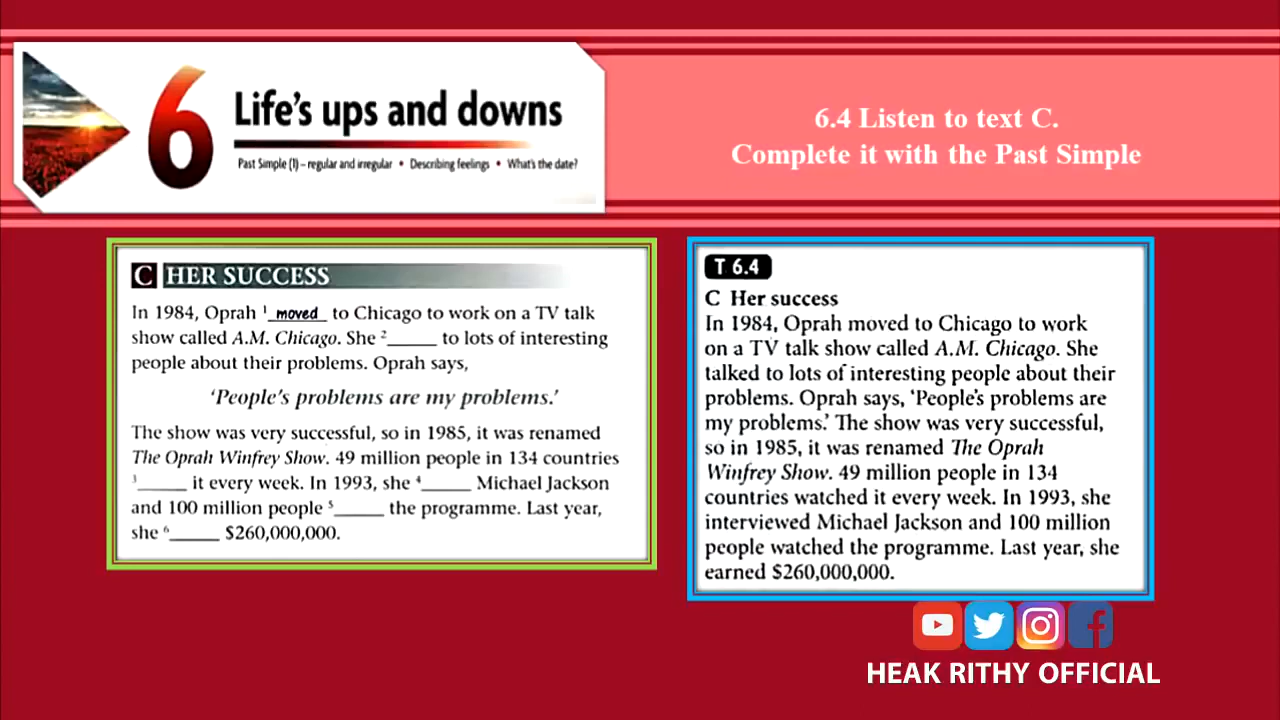 6
Life's ups and downs
Past Simple (1) – regular and irregular • Describing feelings • What's the date?
6.4 Listen to text C.
Complete it with the Past Simple
C HER SUCCESS
In 1984, Oprah 1 moved to Chicago to work on a TV talk
show called A.M. Chicago. She 2_____ to lots of interesting
people about their problems. Oprah says,
'People's problems are my problems.'
The show was very successful, so in 1985, it was renamed
The Oprah Winfrey Show. 49 million people in 134 countries
3_____ it every week. In 1993, she 4_____ Michael Jackson
and 100 million people 5_____ the programme. Last year,
she 6_____ $260,000,000.
T 6.4
C Her success
In 1984, Oprah moved to Chicago to work
on a TV talk show called A.M. Chicago. She
talked to lots of interesting people about their
problems. Oprah says, 'People's problems are
my problems.' The show was very successful,
so in 1985, it was renamed The Oprah
Winfrey Show. 49 million people in 134
countries watched it every week. In 1993, she
interviewed Michael Jackson and 100 million
people watched the programme. Last year, she
earned $260,000,000.
HEAK RITHY OFFICIAL